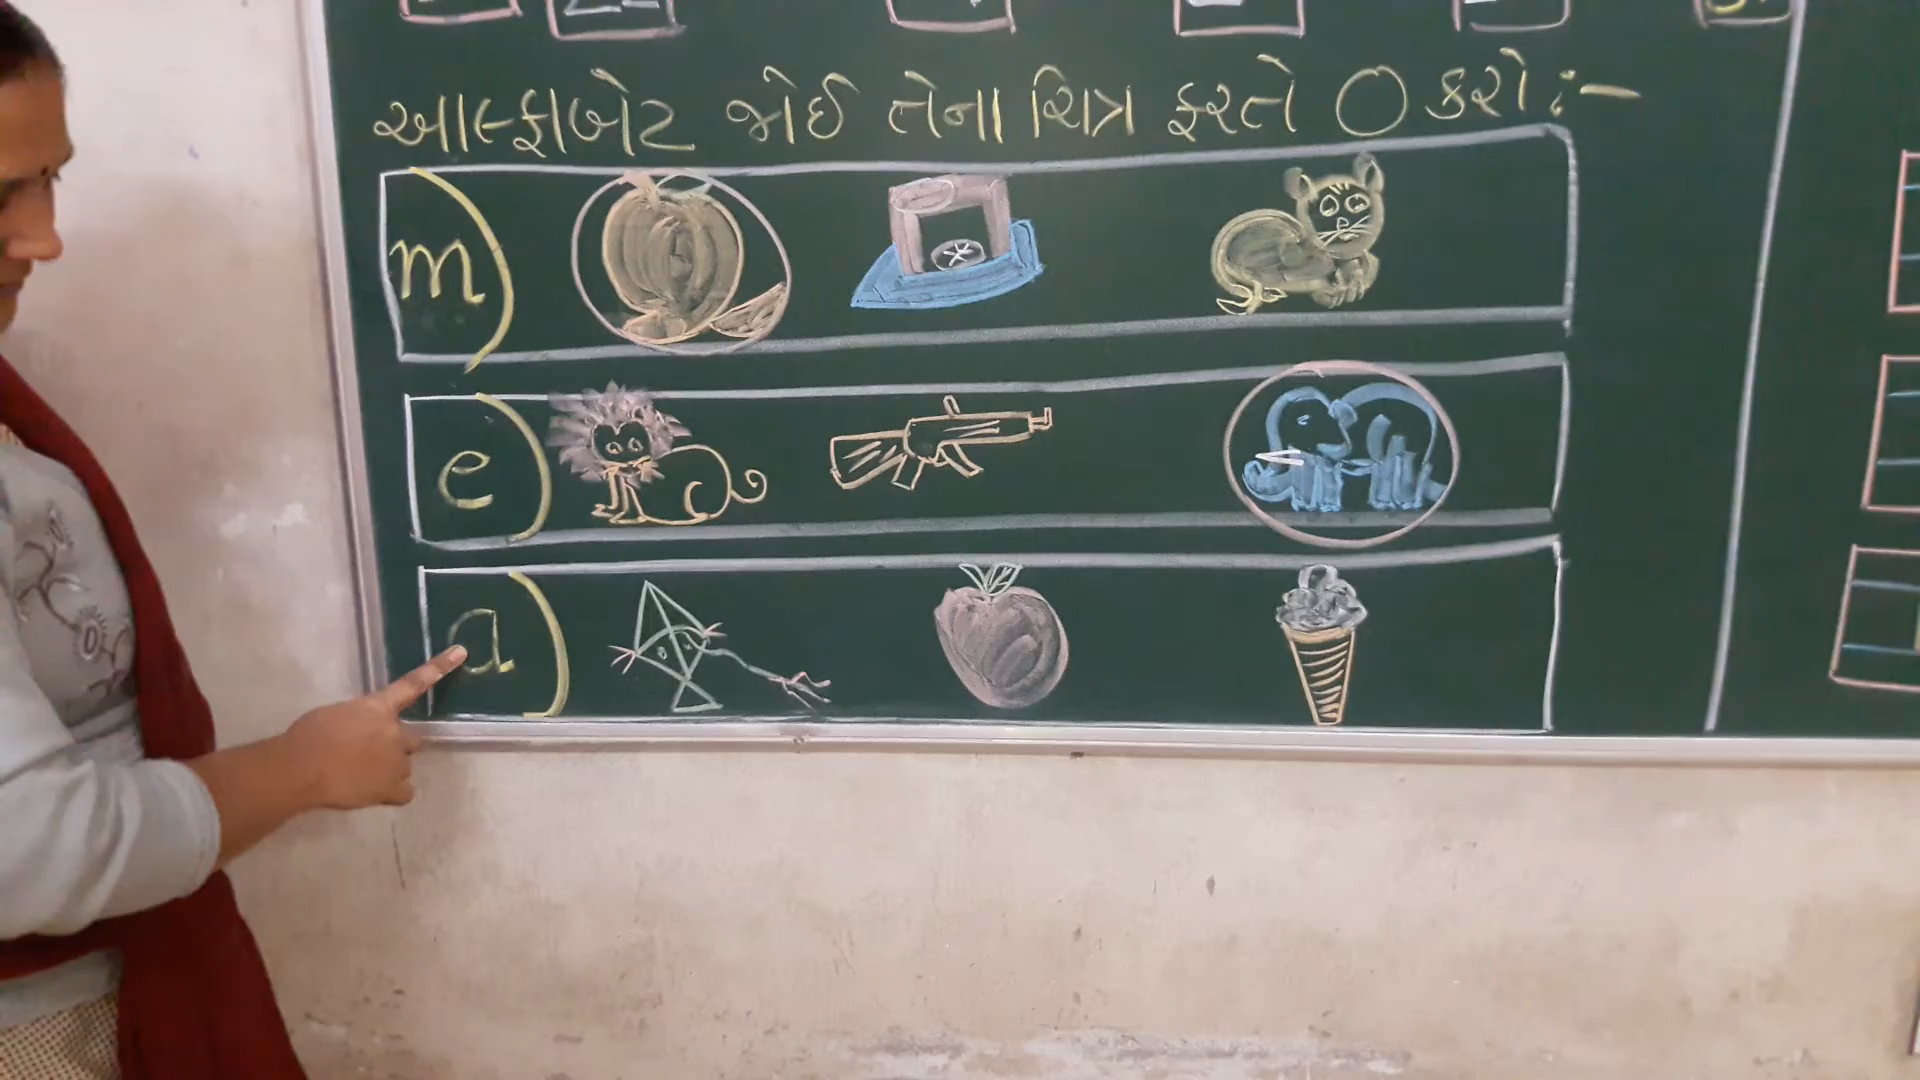 આલ્ફાબેટ જોઈ તેના ચિત્ર ફરતે O કરો :-
m)
e)
a)